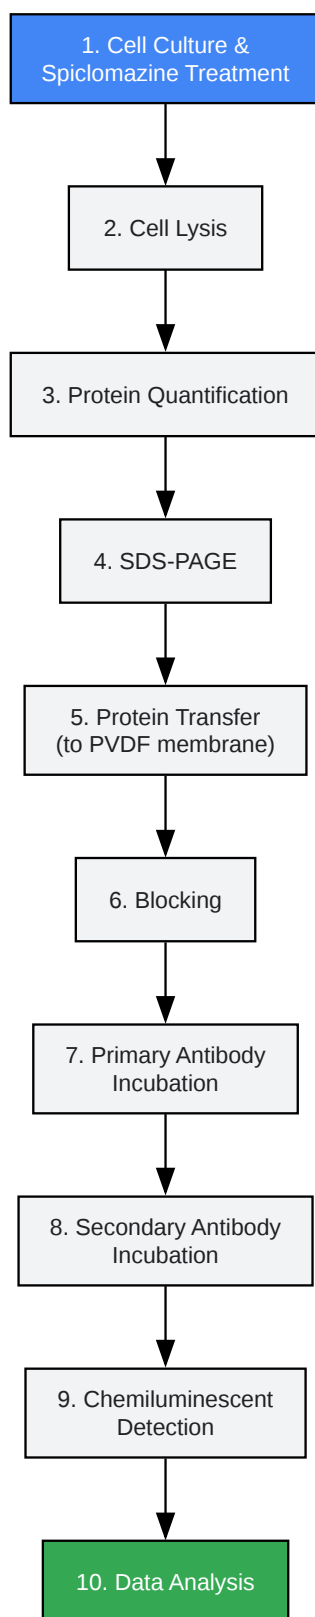 1. Cell Culture &
Spiclomazine Treatment
2. Cell Lysis
3. Protein Quantification
4. SDS-PAGE
5. Protein Transfer
(to PVDF membrane)
6. Blocking
7. Primary Antibody
Incubation
8. Secondary Antibody
Incubation
9. Chemiluminescent
Detection
10. Data Analysis